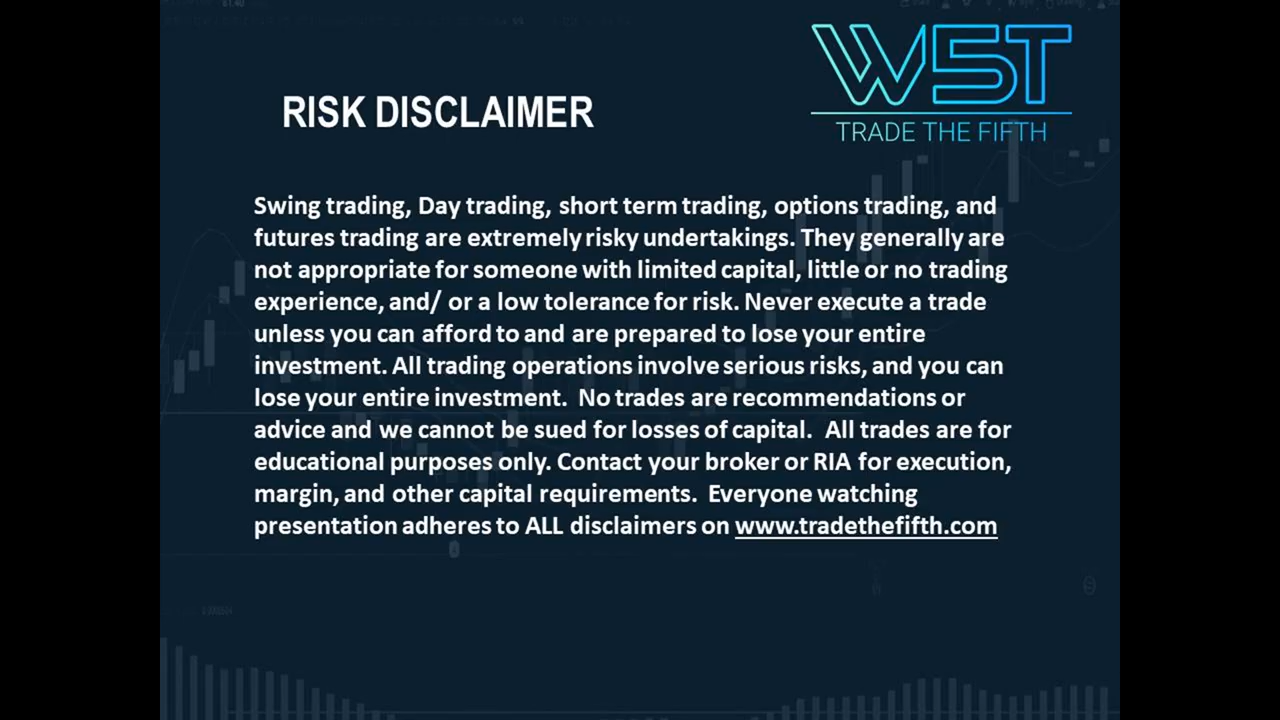 W5T
TRADE THE FIFTH
RISK DISCLAIMER
Swing trading, Day trading, short term trading, options trading, and
futures trading are extremely risky undertakings. They generally are
not appropriate for someone with limited capital, little or no trading
experience, and/ or a low tolerance for risk. Never execute a trade
unless you can afford to and are prepared to lose your entire
investment. All trading operations involve serious risks, and you can
lose your entire investment.  No trades are recommendations or
advice and we cannot be sued for losses of capital.  All trades are for
educational purposes only. Contact your broker or RIA for execution,
margin, and other capital requirements.  Everyone watching
presentation adheres to ALL disclaimers on www.tradethefifth.com